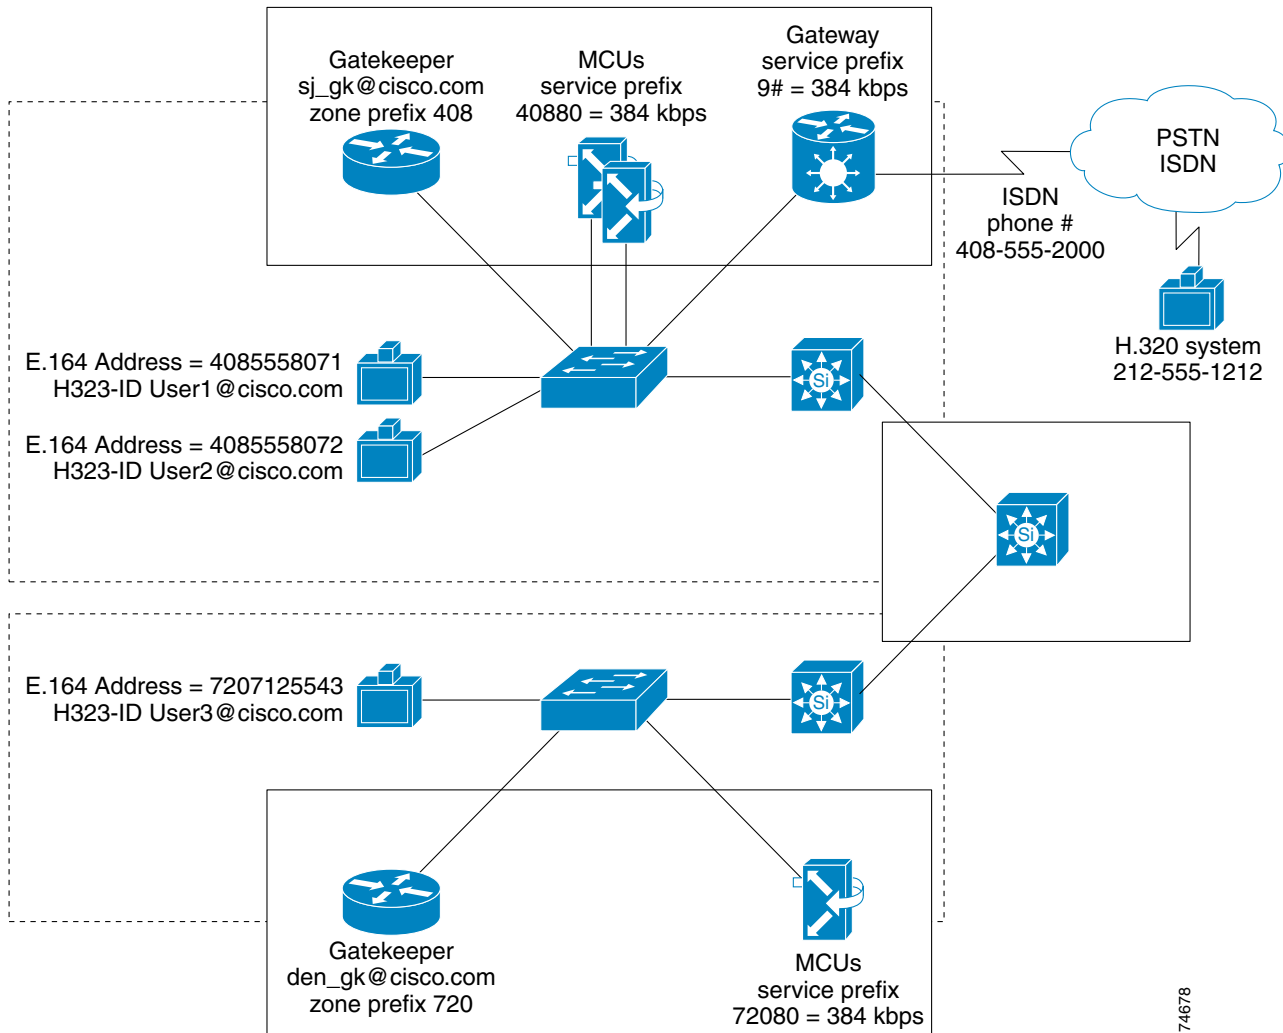 Gatekeeper
sj_gk@cisco.com
zone prefix 408
MCUs
service prefix
40880 = 384 kbps
Gateway
service prefix
9# = 384 kbps
PSTN
ISDN
ISDN
phone #
408-555-2000
H.320 system
212-555-1212
E.164 Address = 4085558071
H323-ID User1@cisco.com
Si
E.164 Address = 4085558072
H323-ID User2@cisco.com
Si
E.164 Address = 7207125543
H323-ID User3@cisco.com
Si
Gatekeeper
den_gk@cisco.com
zone prefix 720
MCUs
service prefix
72080 = 384 kbps
74678